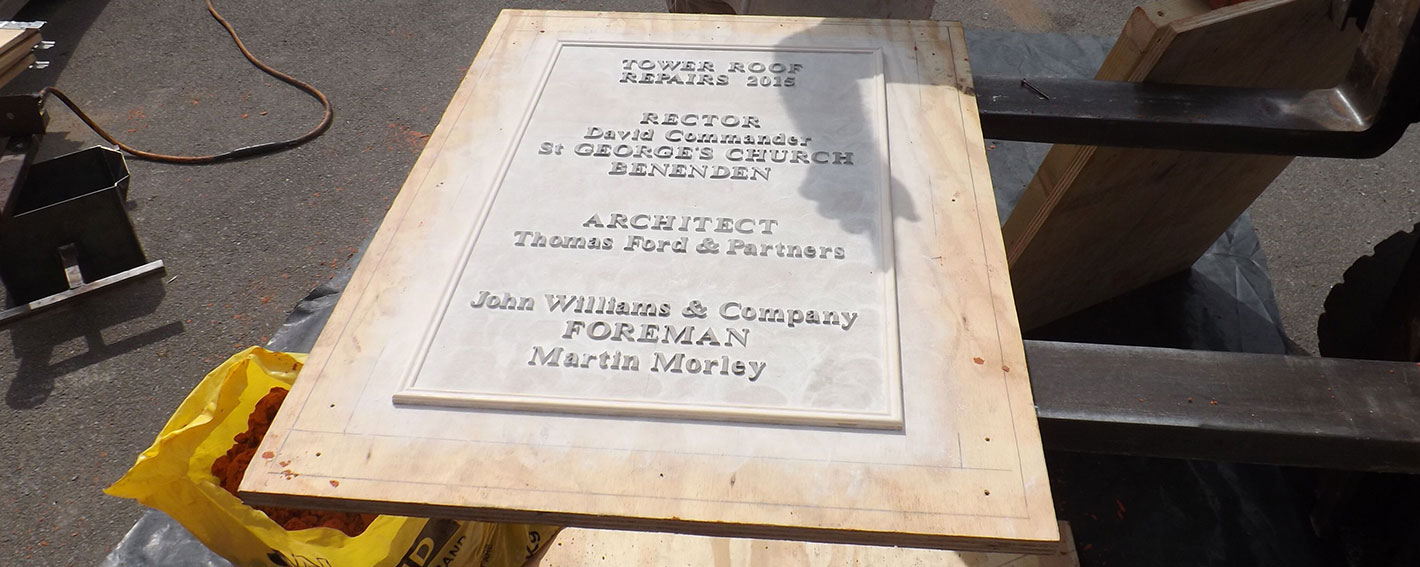 TOWER ROOF
REPAIRS 2015
RECTOR
David Commander
St GEORGE'S CHURCH
BENENDEN
ARCHITECT
Thomas Ford & Partners
John Williams & Company
FOREMAN
Martin Morley